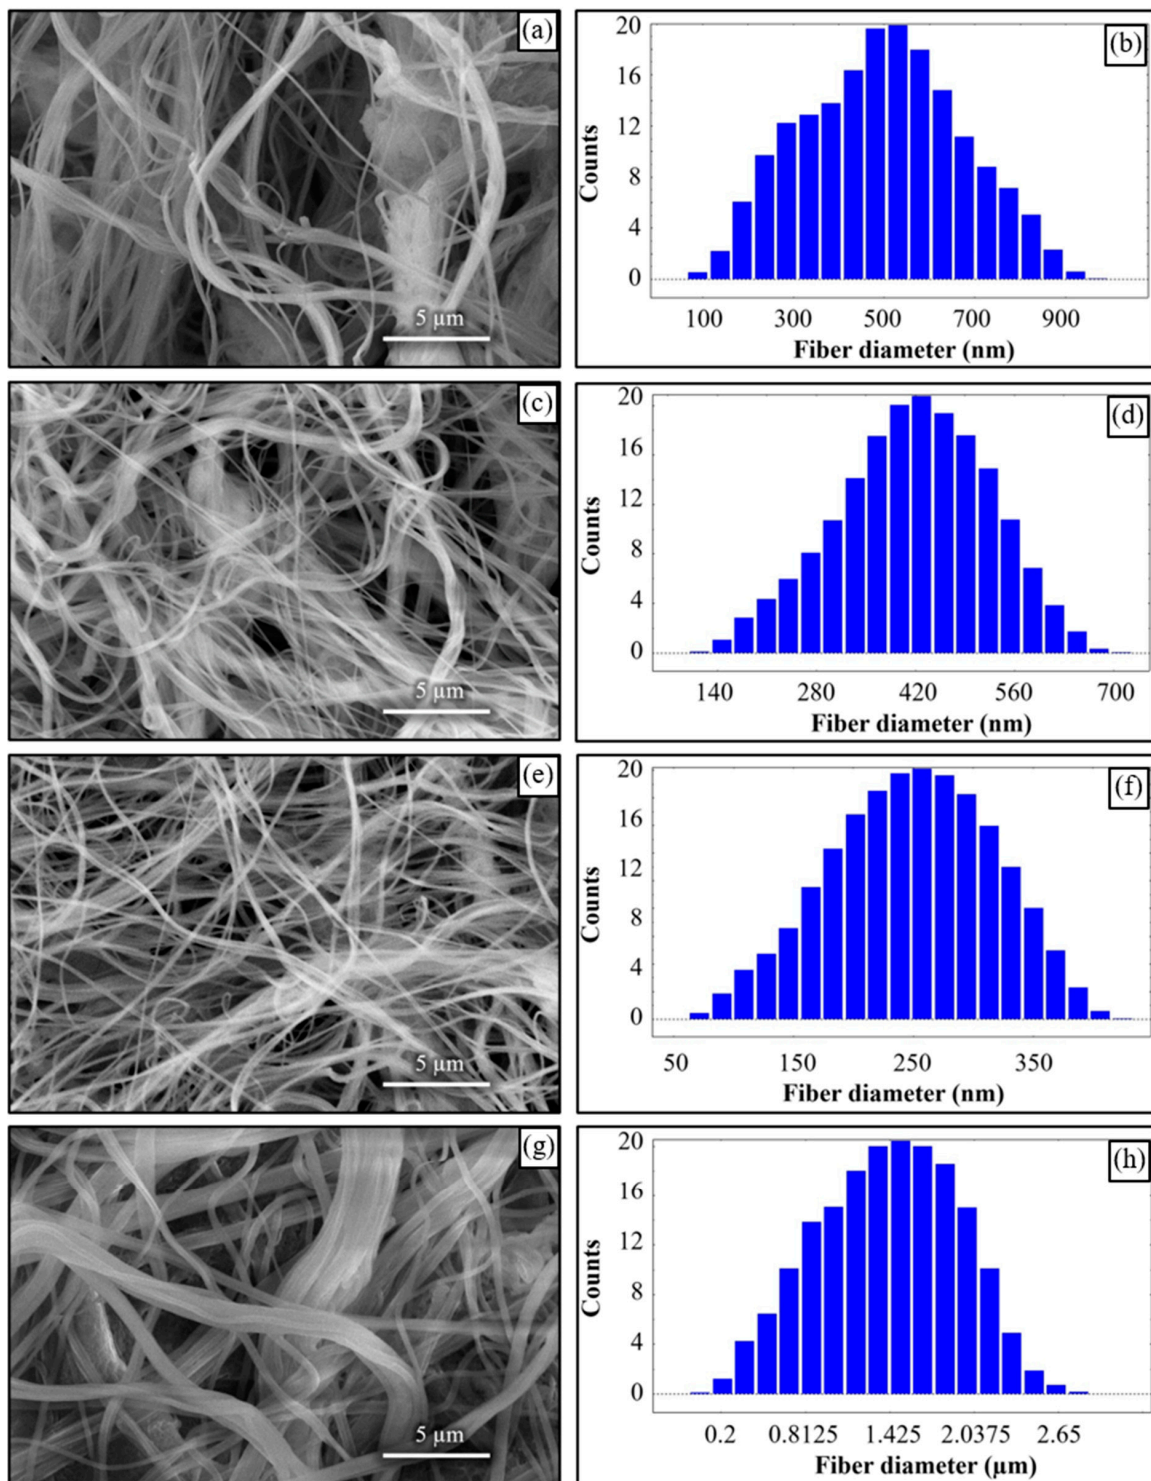 (a)
5 µm
(b)
20
16
12
8
4
0
Counts
100 300 500 700 900
Fiber diameter (nm)
(c)
5 µm
(d)
20
16
12
8
4
0
Counts
140 280 420 560 700
Fiber diameter (nm)
(e)
5 µm
(f)
20
16
12
8
4
0
Counts
50 150 250 350
Fiber diameter (nm)
(g)
5 µm
(h)
20
16
12
8
4
0
Counts
0.2 0.8125 1.425 2.0375 2.65
Fiber diameter (µm)